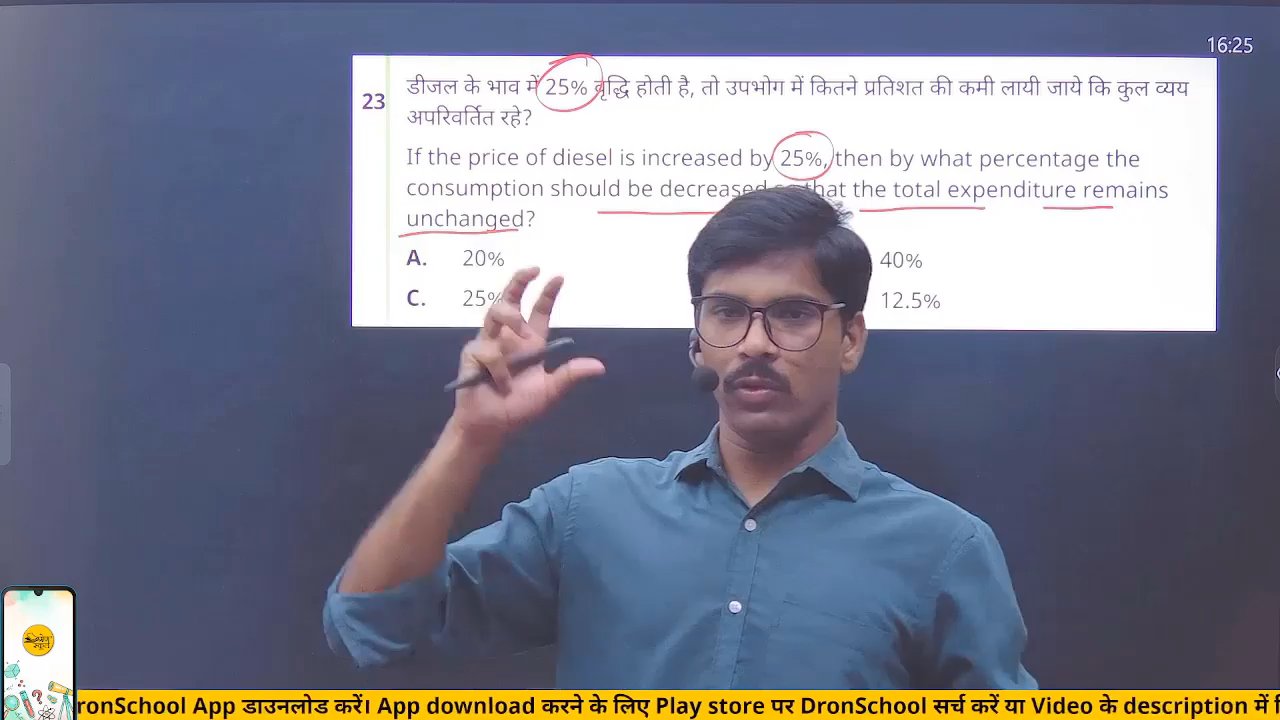 16:25
23
डीजल के भाव में 25% वृद्धि होती है, तो उपभोग में कितने प्रतिशत की कमी लायी जाये कि कुल व्यय
अपरिवर्तित रहे?
If the price of diesel is increased by 25%, then by what percentage the
consumption should be decreased so that the total expenditure remains
unchanged?
A. 20%
40%
C. 25%
12.5%
ronSchool App डाउनलोड करें। App download करने के लिए Play store पर DronSchool सर्च करें या Video के description में